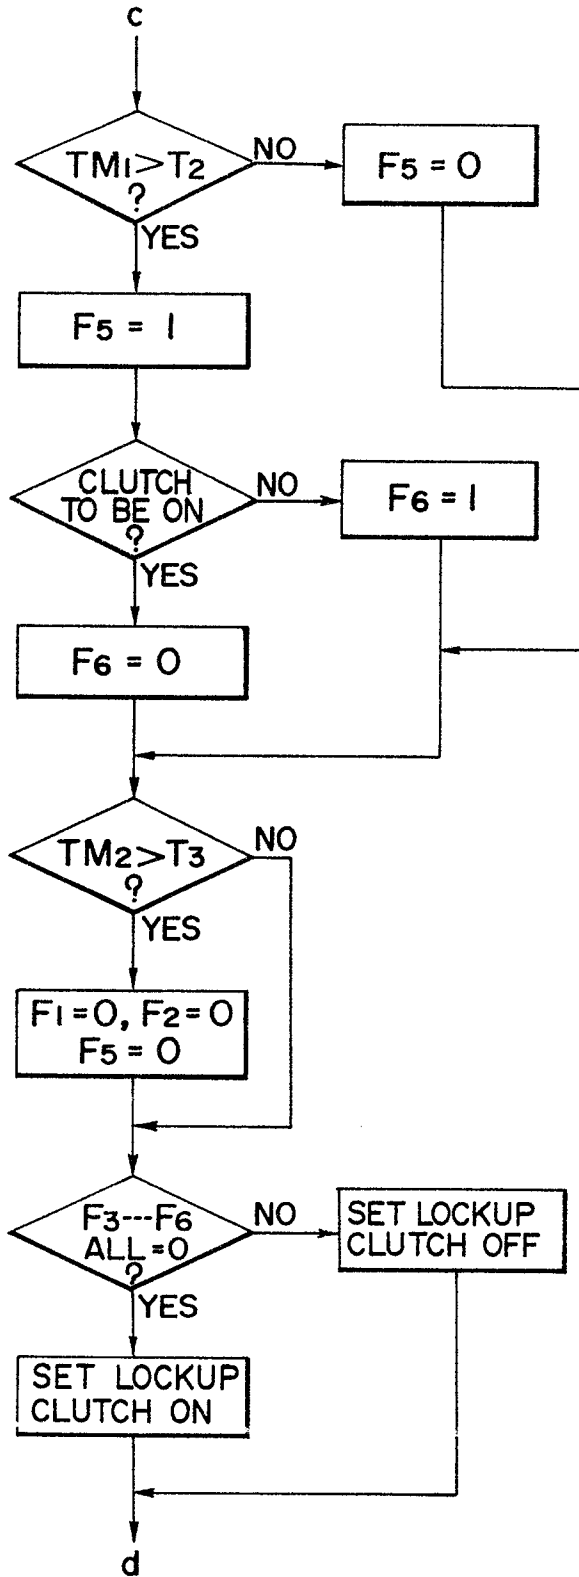 c
TM1>T2
?
NO
F5=0
YES
F5 = 1
CLUTCH
TO BE ON
?
NO
F6=1
YES
F6 = 0
TM2>T3
?
NO
YES
F1=0, F2=0
F5=0
F3---F6
ALL=0
?
NO
SET LOCKUP
CLUTCH OFF
YES
SET LOCKUP
CLUTCH ON
d